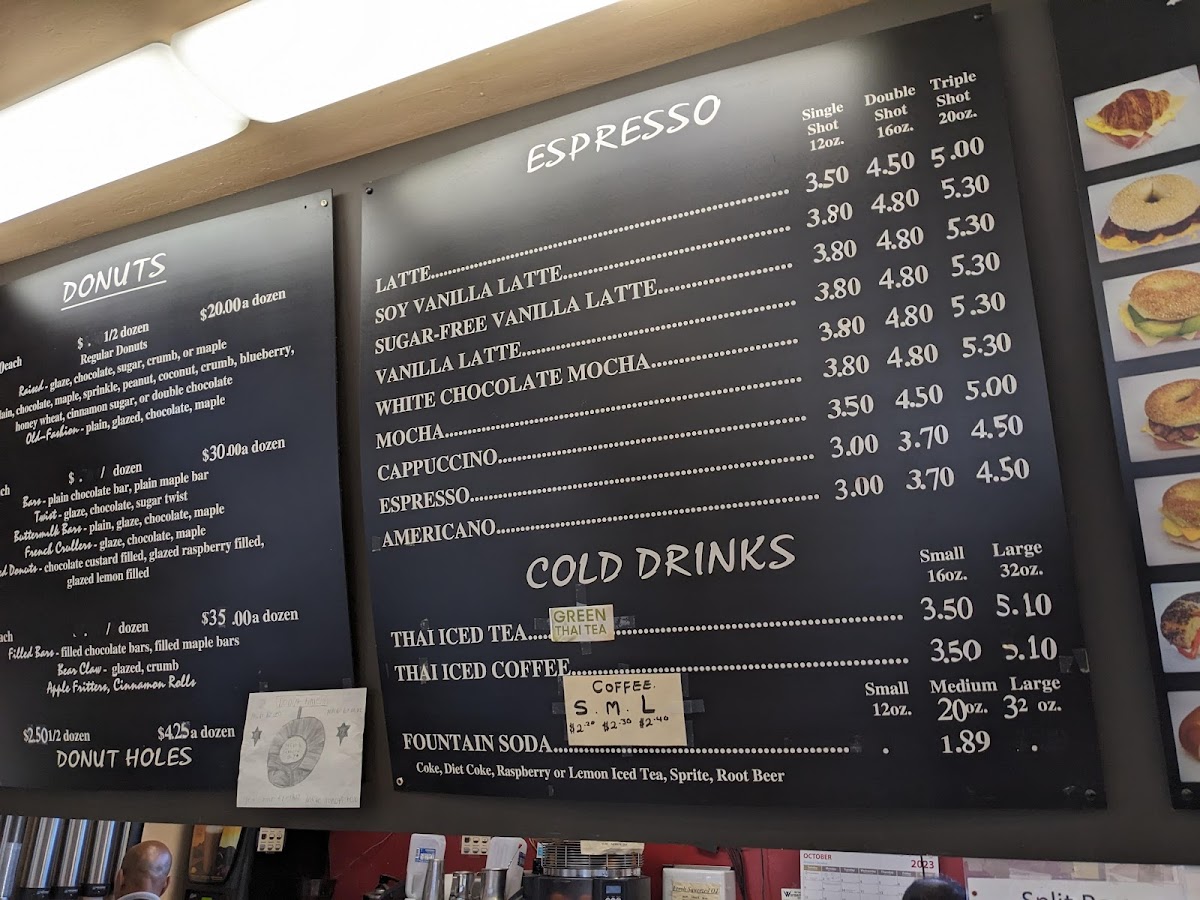 DONUTS
$20.00 a dozen
$ 1/2 dozen
each
Regular Donuts
Raised - glaze, chocolate, sugar, crumb, or maple
plain, chocolate, maple, sprinkle, peanut, coconut, crumb, blueberry,
honey wheat, cinnamon sugar, or double chocolate
Old-Fashion - plain, glazed, chocolate, maple
$30.00 a dozen
$ . / dozen
Bars - plain chocolate bar, plain maple bar
Twist - glaze, chocolate, sugar twist
Buttermilk Bars - plain, glaze, chocolate, maple
French Crullers - glaze, chocolate, maple
Donuts - chocolate custard filled, glazed raspberry filled,
glazed lemon filled
$35.00 a dozen
/ dozen
Filled Bars - filled chocolate bars, filled maple bars
Bear Claw - glazed, crumb
Apple Fritters, Cinnamon Rolls
$2.50 1/2 dozen $4.25 a dozen
DONUT HOLES
ESPRESSO
Single Shot 12oz. Double Shot 16oz. Triple Shot 20oz.
LATTE 3.50 4.50 5.00
SOY VANILLA LATTE 3.80 4.80 5.30
SUGAR-FREE VANILLA LATTE 3.80 4.80 5.30
VANILLA LATTE 3.80 4.80 5.30
WHITE CHOCOLATE MOCHA 3.80 4.80 5.30
MOCHA 3.80 4.80 5.30
CAPPUCCINO 3.50 4.50 5.00
ESPRESSO 3.00 3.70 4.50
AMERICANO 3.00 3.70 4.50
COLD DRINKS
Small 16oz. Large 32oz.
THAI ICED TEA GREEN THAI TEA 3.50 5.10
THAI ICED COFFEE 3.50 5.10
COFFEE.
S. M. L
Small 12oz. Medium 20oz. Large 32 oz.
FOUNTAIN SODA . 1.89 .
Coke, Diet Coke, Raspberry or Lemon Iced Tea, Sprite, Root Beer
OCTOBER 2023